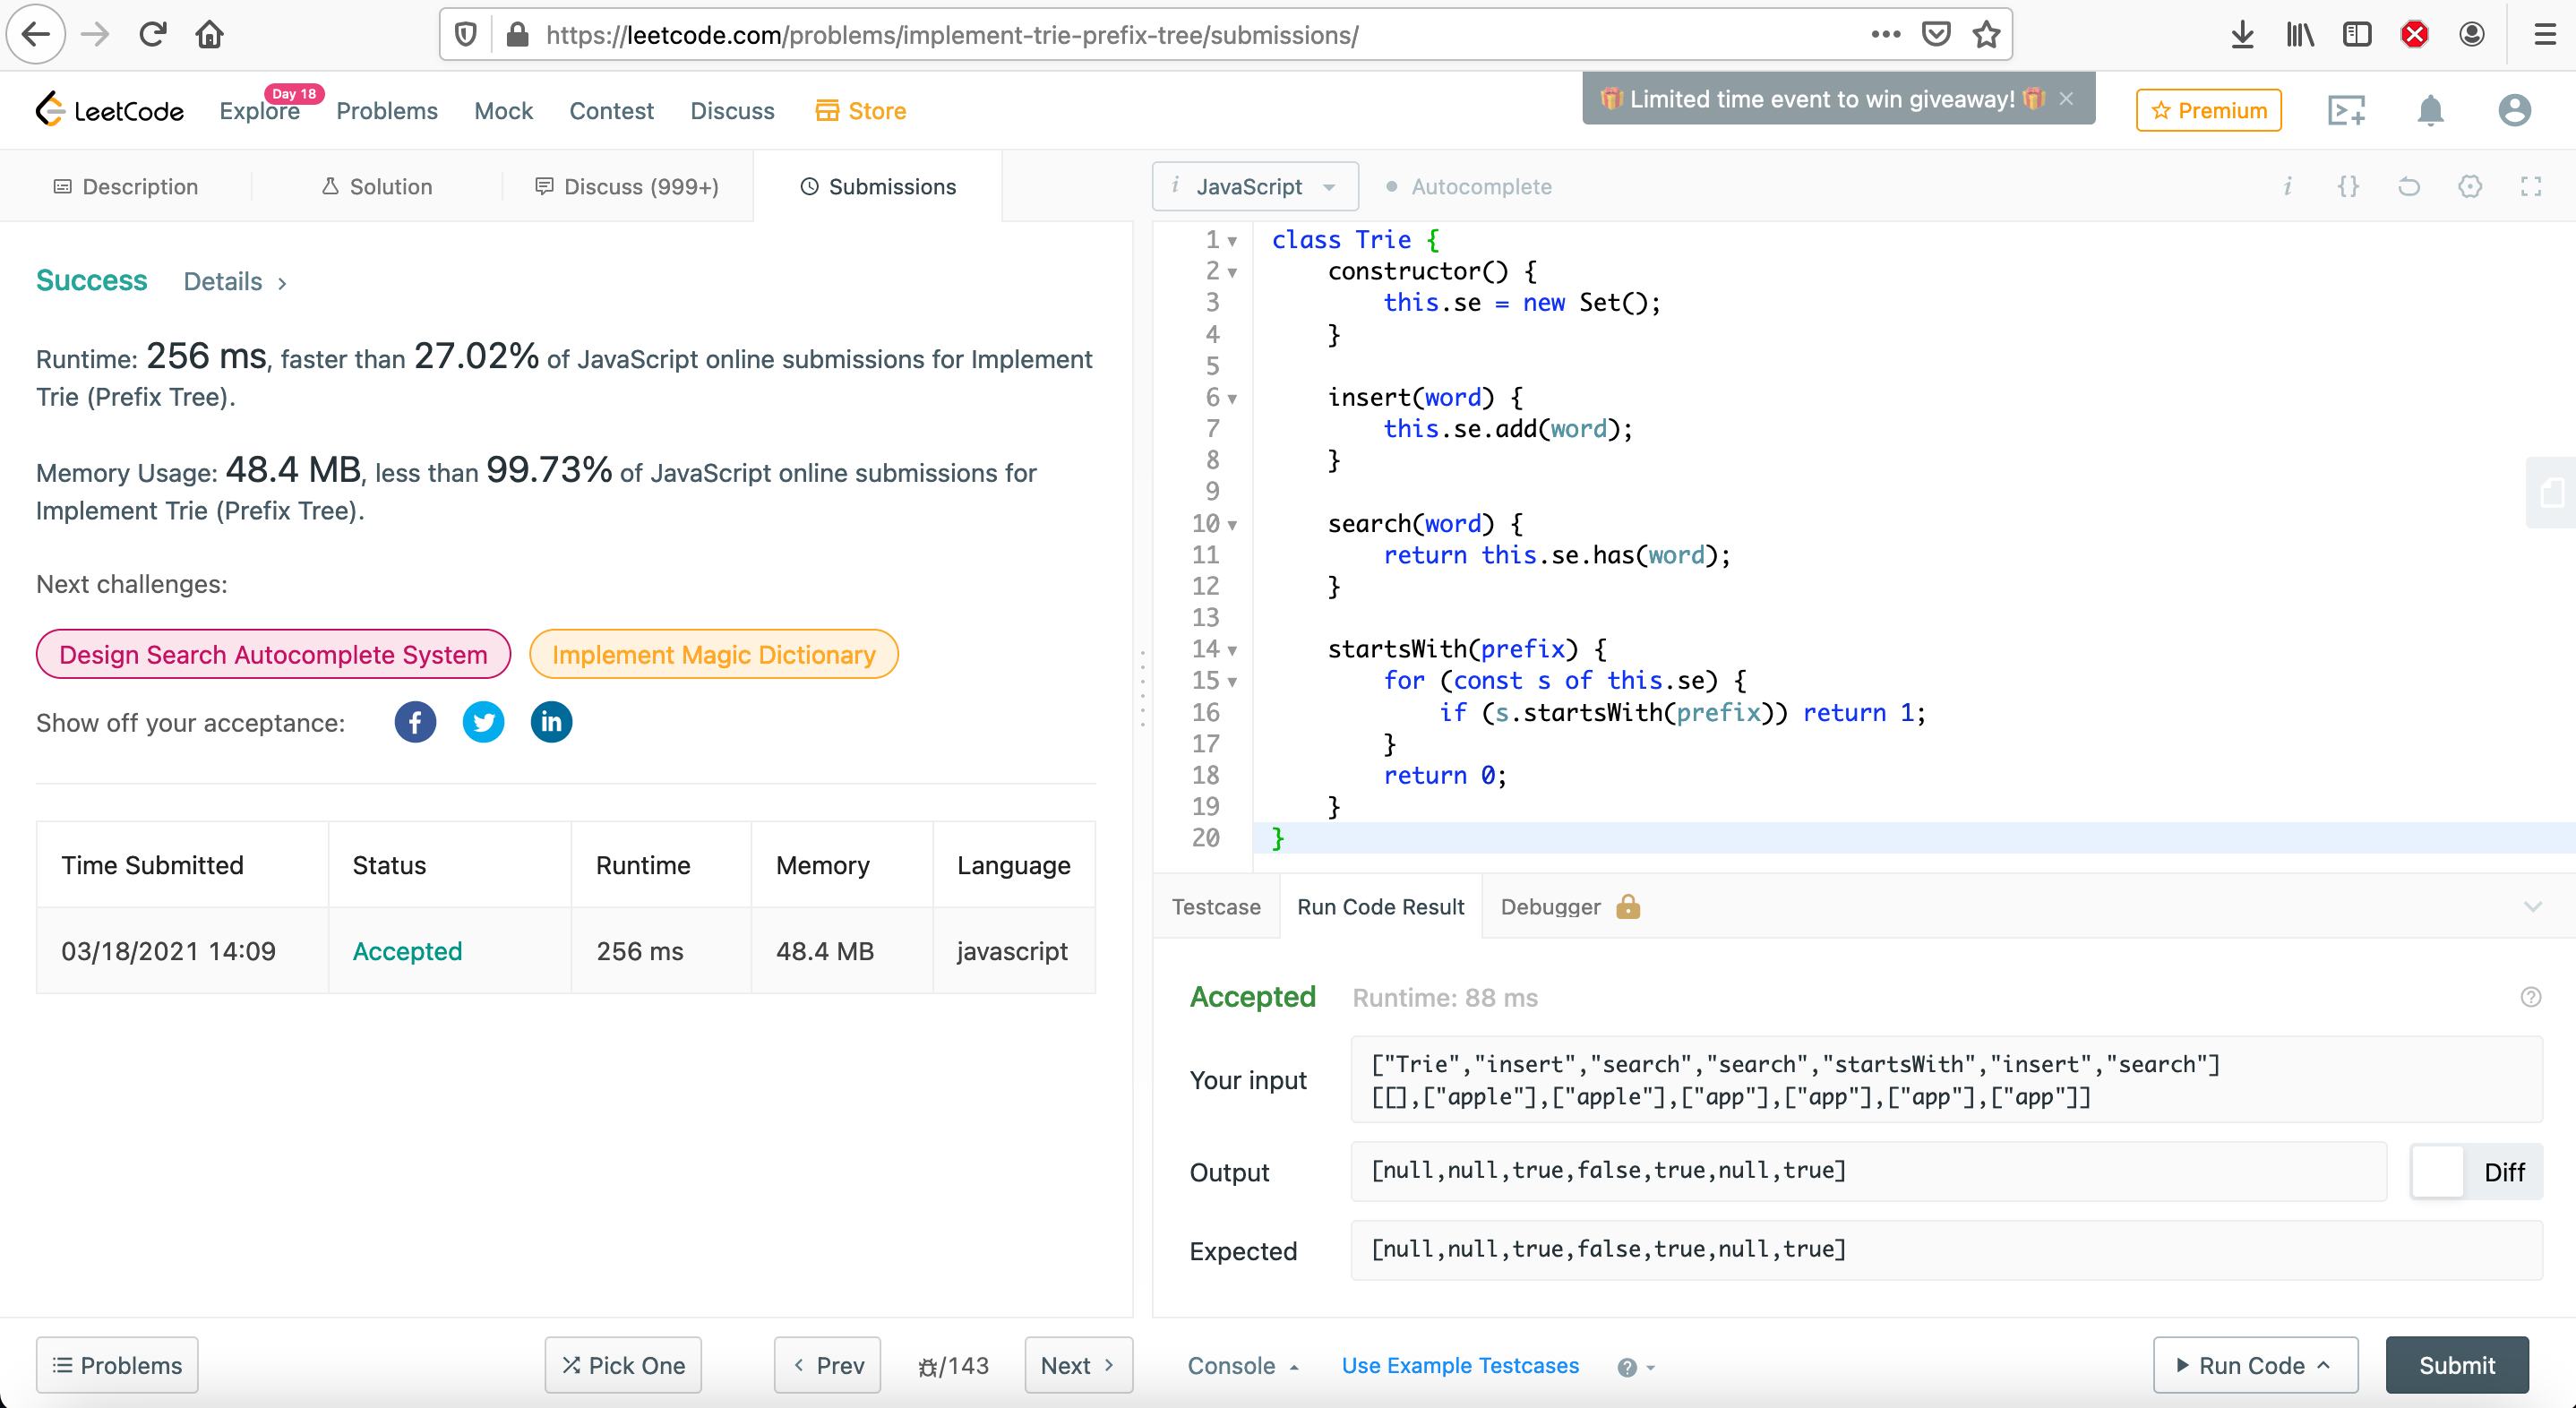 https://leetcode.com/problems/implement-trie-prefix-tree/submissions/
LeetCode
Explore
Day 18
Problems
Mock
Contest
Discuss
Store
Limited time event to win giveaway!
Premium
Description
Solution
Discuss (999+)
Submissions
Success Details >
Runtime: 256 ms, faster than 27.02% of JavaScript online submissions for Implement
Trie (Prefix Tree).
Memory Usage: 48.4 MB, less than 99.73% of JavaScript online submissions for
Implement Trie (Prefix Tree).
Next challenges:
Design Search Autocomplete System
Implement Magic Dictionary
Show off your acceptance:
Time Submitted Status Runtime Memory Language
03/18/2021 14:09 Accepted 256 ms 48.4 MB javascript
i JavaScript
Autocomplete
1 class Trie {
2     constructor() {
3         this.se = new Set();
4     }
5
6     insert(word) {
7         this.se.add(word);
8     }
9
10     search(word) {
11         return this.se.has(word);
12     }
13
14     startsWith(prefix) {
15         for (const s of this.se) {
16             if (s.startsWith(prefix)) return 1;
17         }
18         return 0;
19     }
20 }
Testcase
Run Code Result
Debugger
Accepted Runtime: 88 ms
Your input
["Trie","insert","search","search","startsWith","insert","search"]
[[],["apple"],["apple"],["app"],["app"],["app"],["app"]]
Output
[null,null,true,false,true,null,true]
Diff
Expected
[null,null,true,false,true,null,true]
Problems
Pick One
< Prev
/143
Next >
Console
Use Example Testcases
Run Code
Submit